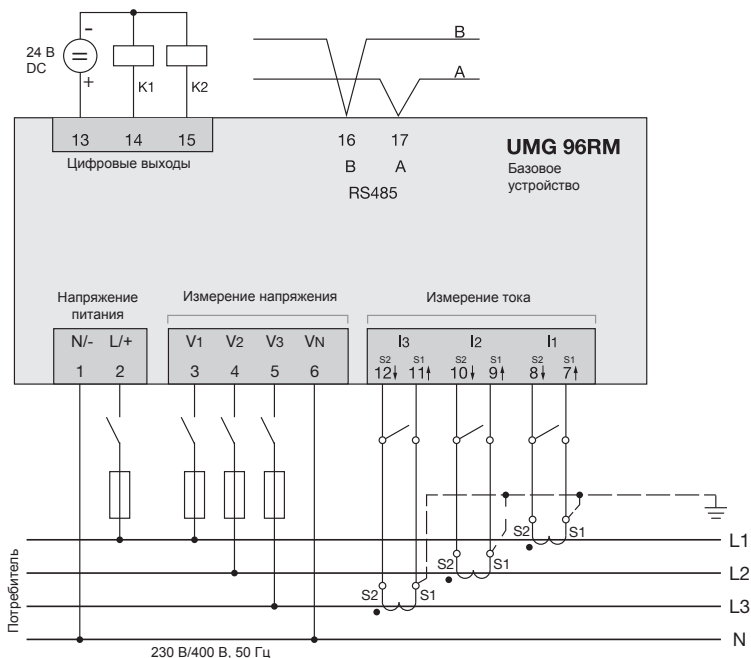 24 В
DC
-
+
K1
K2
B
A
13 14 15
Цифровые выходы
16 17
B A
RS485
UMG 96RM
Базовое
устройство
Напряжение
питания
Измерение напряжения
Измерение тока
N/- L/+
1 2
V1 V2 V3 VN
3 4 5 6
I3 I2 I1
S2 S1 S2 S1 S2 S1
12 11 10 9 8 7
S2 S1
L1
S2 S1
L2
S2 S1
L3
N
Потребитель
230 В/400 В, 50 Гц